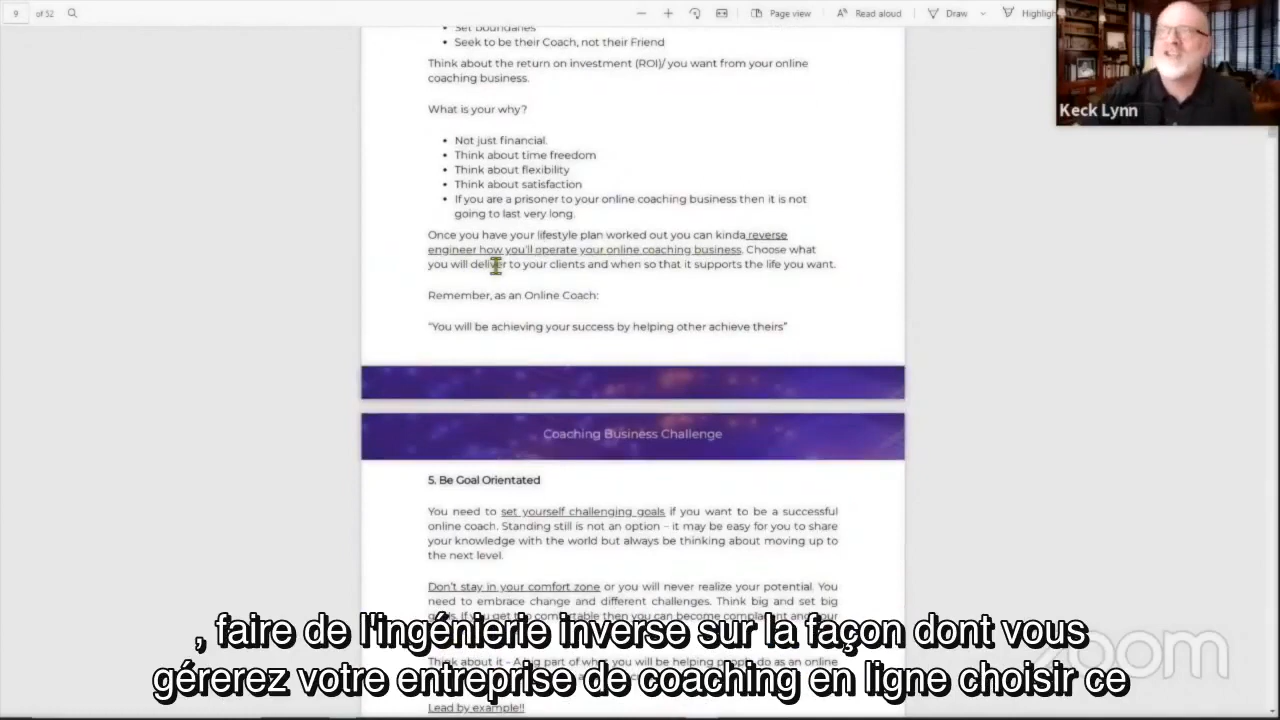 9 of 52 Page view Read aloud Draw Highligh
Set boundaries
Seek to be their Coach, not their Friend
Think about the return on investment (ROI)/ you want from your online
coaching business.
What is your why?
Not just financial.
Think about time freedom
Think about flexibility
Think about satisfaction
If you are a prisoner to your online coaching business then it is not
going to last very long.
Once you have your lifestyle plan worked out you can kinda reverse
engineer how you'll operate your online coaching business. Choose what
you will deliver to your clients and when so that it supports the life you want.
Remember, as an Online Coach:
"You will be achieving your success by helping other achieve theirs"
Coaching Business Challenge
5. Be Goal Orientated
You need to set yourself challenging goals if you want to be a successful
online coach. Standing still is not an option – it may be easy for you to share
your knowledge with the world but always be thinking about moving up to
the next level.
Don't stay in your comfort zone or you will never realize your potential. You
need to embrace change and different challenges. Think big and set big
If you get
Think about it - A big part of what you will be helping people do as an online
Lead by example!!
Keck Lynn
zoom
, faire de l'ingénierie inverse sur la façon dont vous
gérerez votre entreprise de coaching en ligne choisir ce